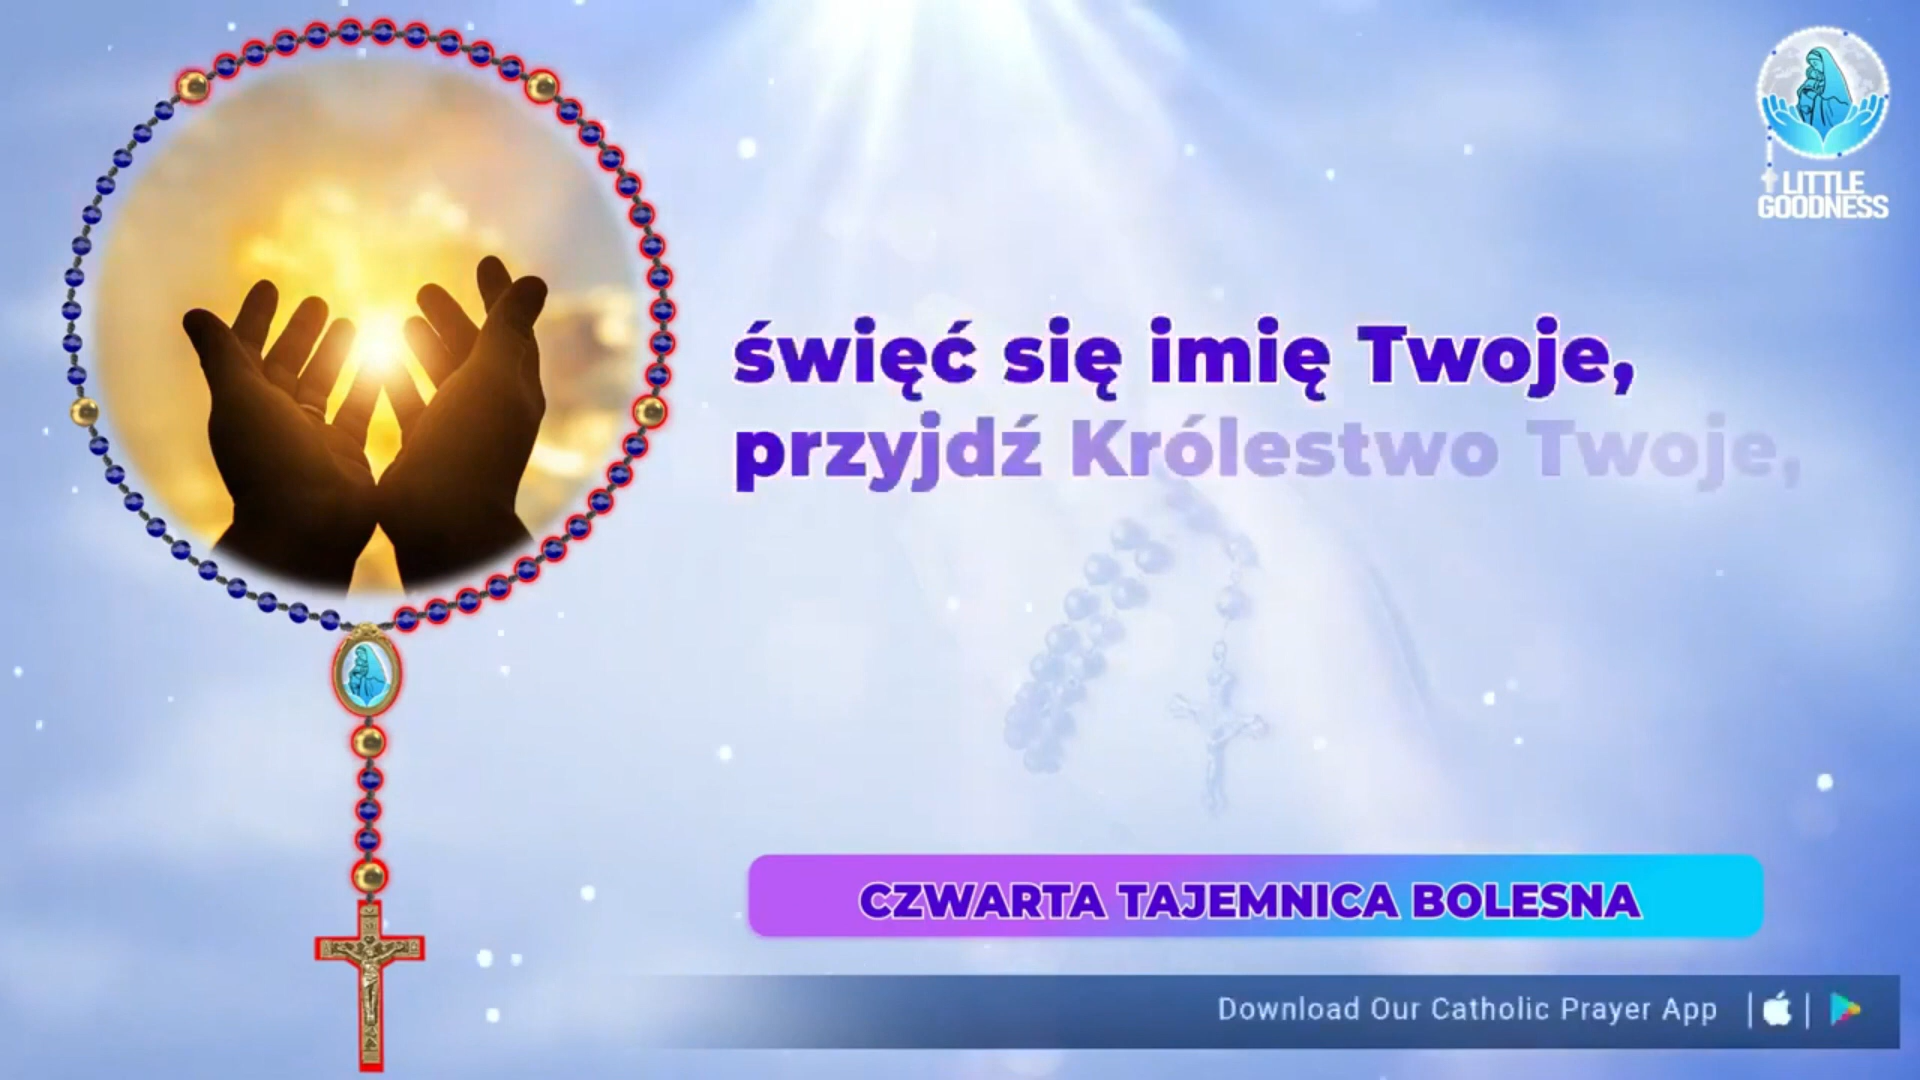 LITTLE
GOODNESS
święć się imię Twoje,
przyjdź Królestwo Twoje,
CZWARTA TAJEMNICA BOLESNA
Download Our Catholic Prayer App